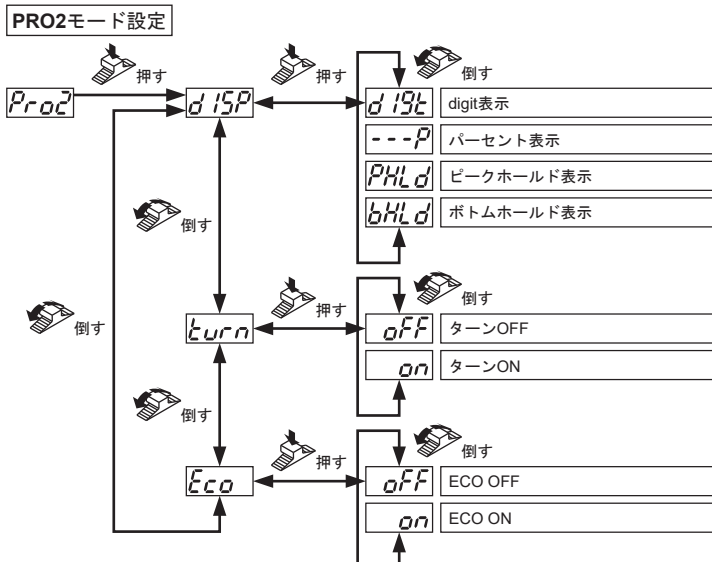 PRO2モード設定
押す
押す
倒す
Pro2
dISP
dIgt
digit表示
---P
パーセント表示
PHLd
ピークホールド表示
bHLd
ボトムホールド表示
倒す
倒す
押す
倒す
turn
oFF
ターンOFF
on
ターンON
倒す
押す
倒す
Eco
oFF
ECO OFF
on
ECO ON